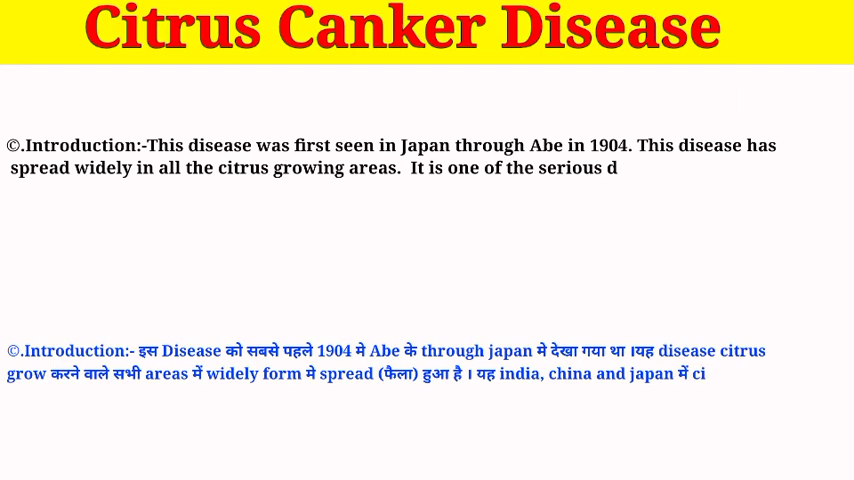 Citrus Canker Disease
©.Introduction:-This disease was first seen in Japan through Abe in 1904. This disease has
spread widely in all the citrus growing areas.  It is one of the serious d
©.Introduction:- इस Disease को सबसे पहले 1904 मे Abe के through japan मे देखा गया था ।यह disease citrus
grow करने वाले सभी areas में widely form मे spread (फैला) हुआ है । यह india, china and japan में ci